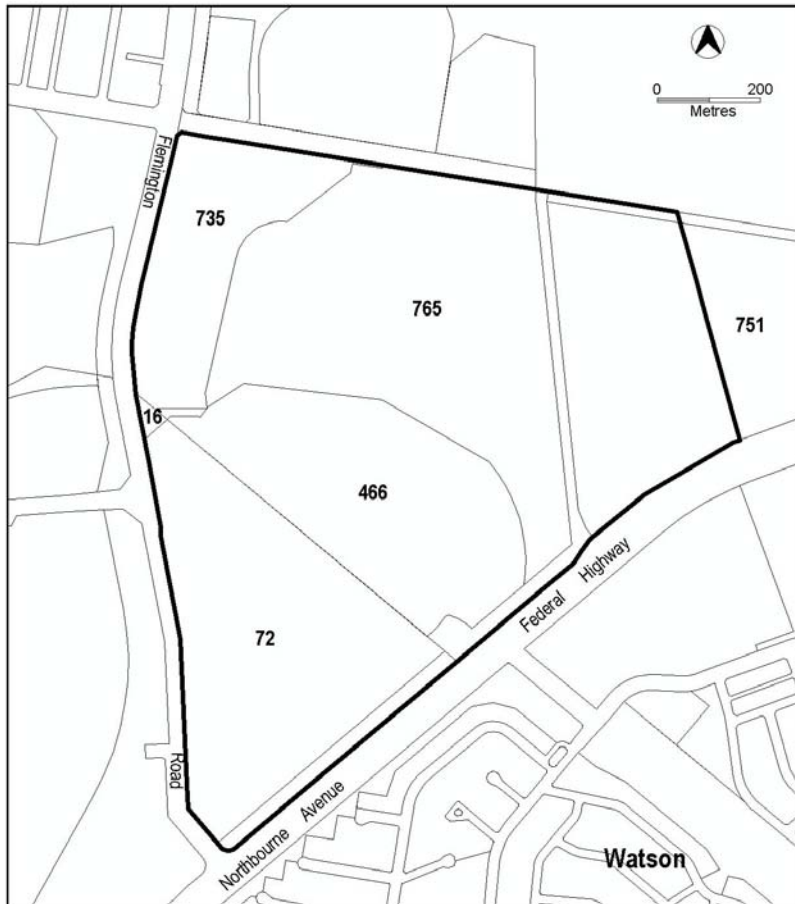 0 200
Metres
Flemington
735
765
751
16
466
Federal Highway
72
Road
Northbourne Avenue
Watson